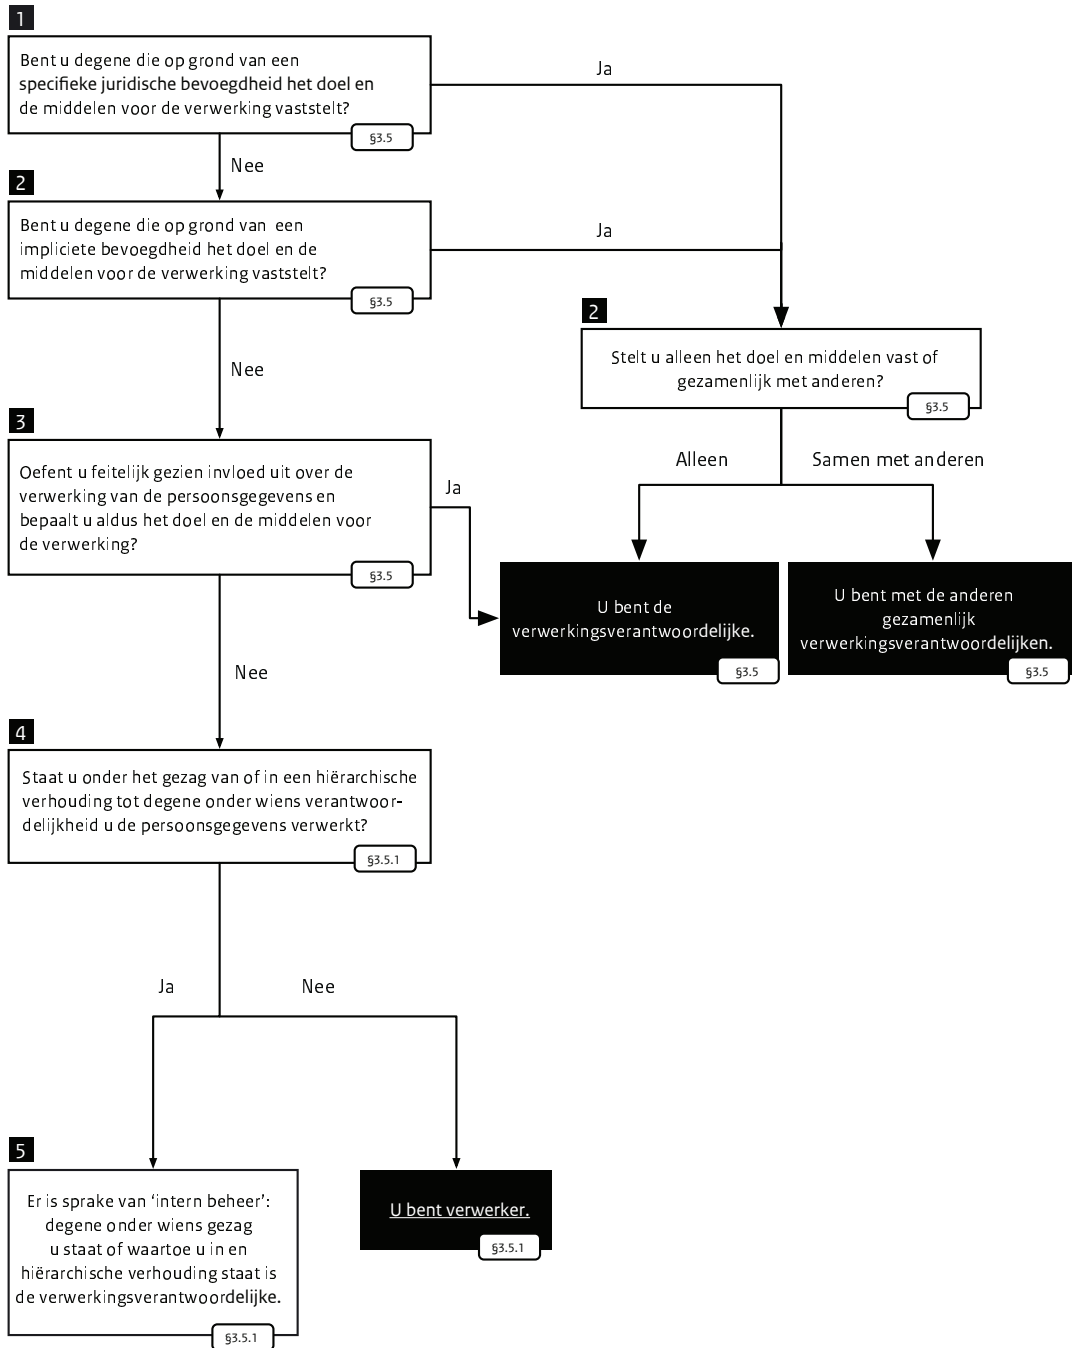 1
Bent u degene die op grond van een
specifieke juridische bevoegdheid het doel en
de middelen voor de verwerking vaststelt?
§3.5
Ja
Nee
2
Bent u degene die op grond van een
impliciete bevoegdheid het doel en de
middelen voor de verwerking vaststelt?
§3.5
Ja
Nee
2
Stelt u alleen het doel en middelen vast of
gezamenlijk met anderen?
§3.5
Alleen
Samen met anderen
3
Oefent u feitelijk gezien invloed uit over de
verwerking van de persoonsgegevens en
bepaalt u aldus het doel en de middelen voor
de verwerking?
§3.5
Ja
U bent de
verwerkingsverantwoordelijke.
§3.5
U bent met de anderen
gezamenlijk
verwerkingsverantwoordelijken.
§3.5
Nee
4
Staat u onder het gezag van of in een hiërarchische
verhouding tot degene onder wiens verantwoor-
delijkheid u de persoonsgegevens verwerkt?
§3.5.1
Ja
Nee
5
Er is sprake van ‘intern beheer’:
degene onder wiens gezag
u staat of waartoe u in en
hiërarchische verhouding staat is
de verwerkingsverantwoordelijke.
§3.5.1
U bent verwerker.
§3.5.1